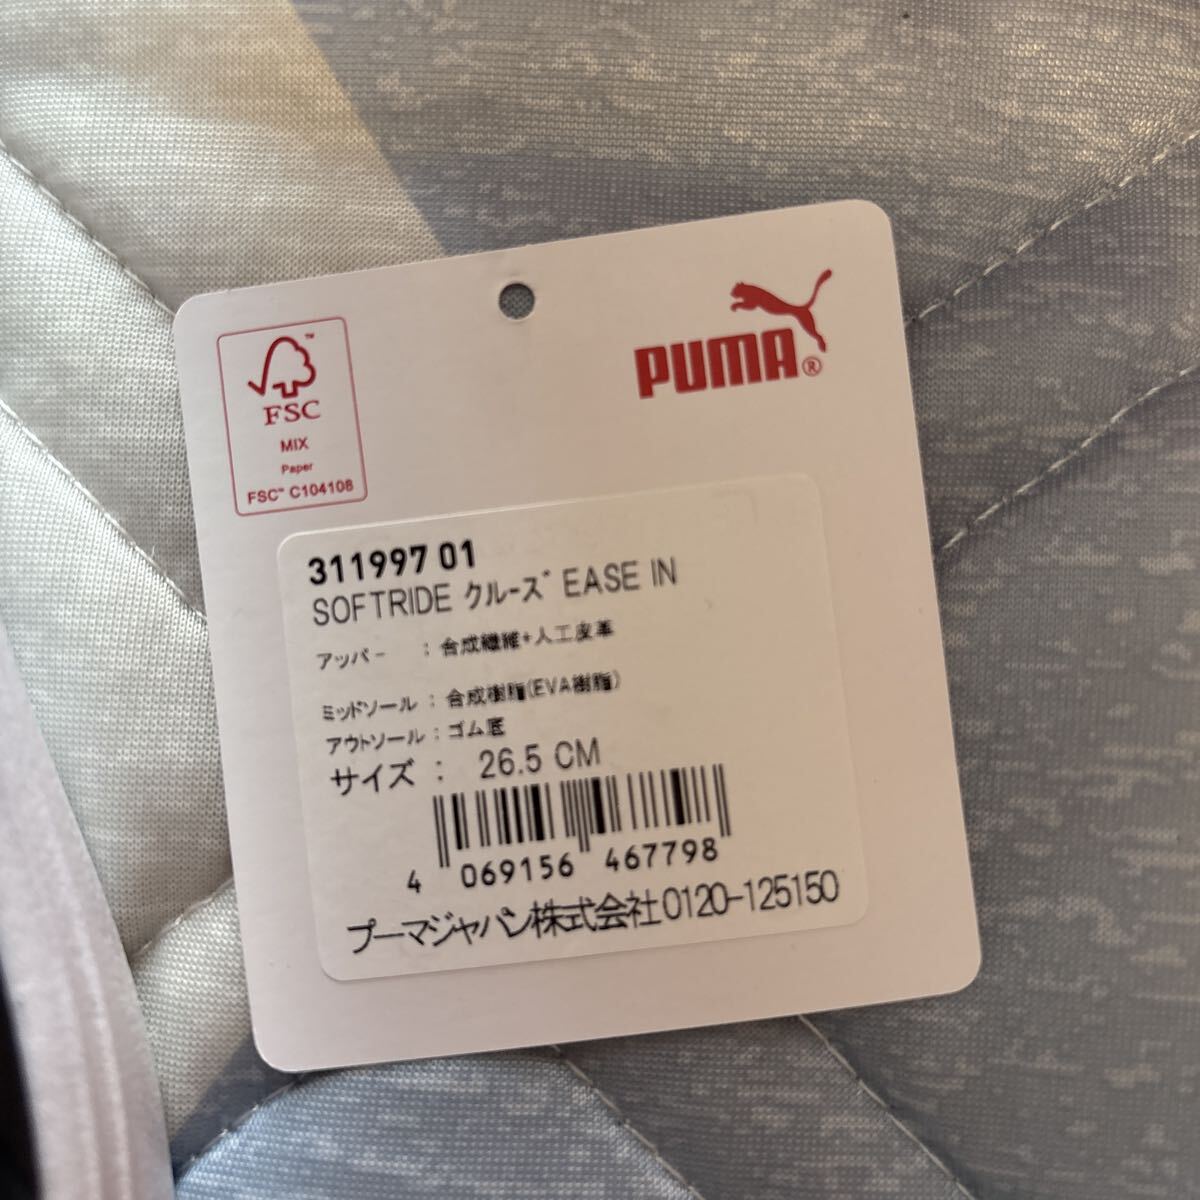 FSC™
MIX
Paper
FSC™ C104108
PUMA®
311997 01
SOFTRIDE クルーズ EASE IN
アッパー : 合成繊維+人工皮革
ミッドソール : 合成樹脂(EVA樹脂)
アウトソール : ゴム底
サイズ : 26.5 CM
4 069156 467798
プーマジャパン株式会社0120-125150